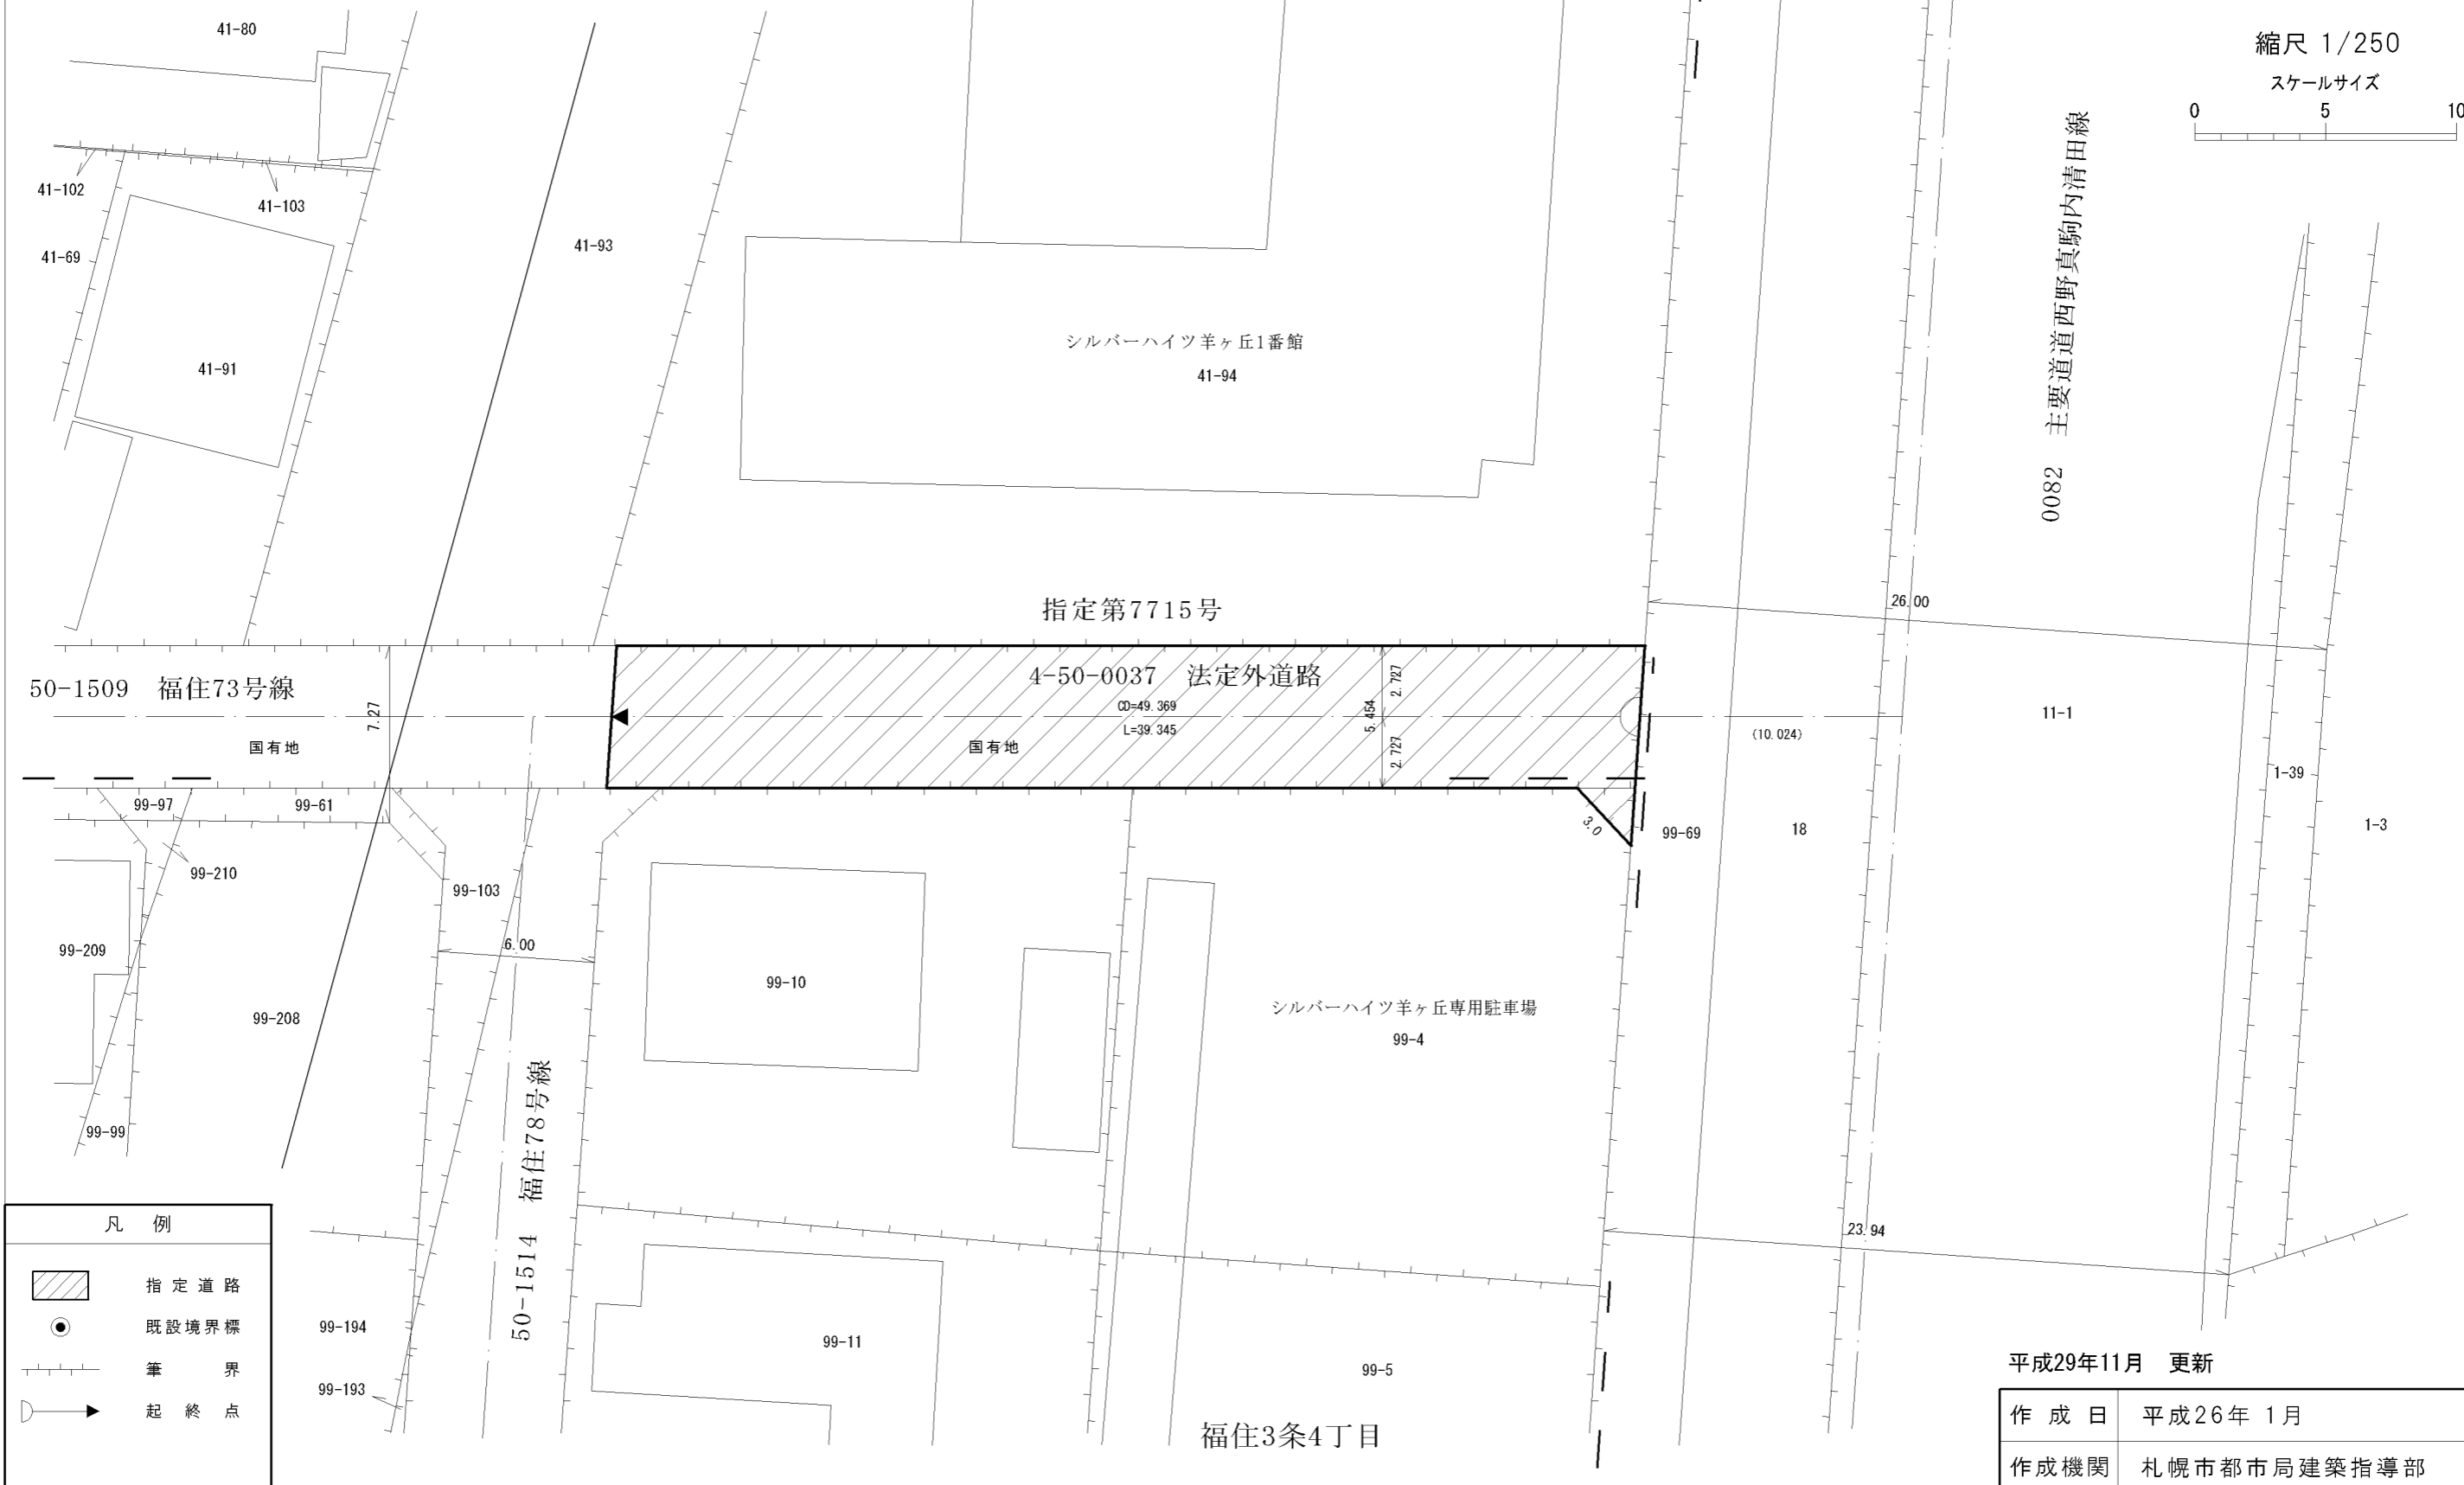 縮尺 1/250
スケールサイズ
0 5 10
41-80
41-102
41-103
41-69
41-93
41-91
シルバーハイツ羊ヶ丘1番館
41-94
0082 主要道道西野真駒内清田線
指定第7715号
26.00
50-1509 福住73号線
7.27
国有地
4-50-0037 法定外道路
CD=49.369
L=39.345
国有地
2.727
5.454
2.727
(10.024)
11-1
1-39
1-3
99-97
99-61
99-210
99-103
3.0
99-69
18
99-209
6.00
99-10
99-208
シルバーハイツ羊ヶ丘専用駐車場
99-4
99-99
50-1514 福住78号線
23.94
凡例
指定道路
既設境界標
筆界
起終点
99-194
99-193
99-11
99-5
福住3条4丁目
平成29年11月 更新
作成日 平成26年 1月
作成機関 札幌市都市局建築指導部